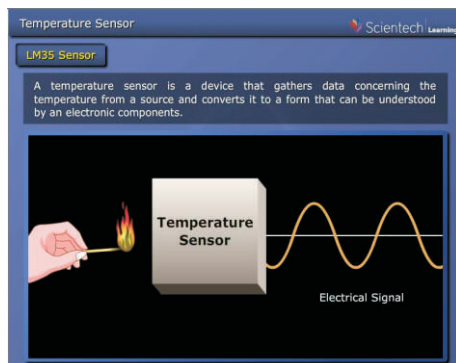 Temperature Sensor
Scientech Learning
LM35 Sensor
A temperature sensor is a device that gathers data concerning the
temperature from a source and converts it to a form that can be understood
by an electronic components.
Temperature
Sensor
Electrical Signal